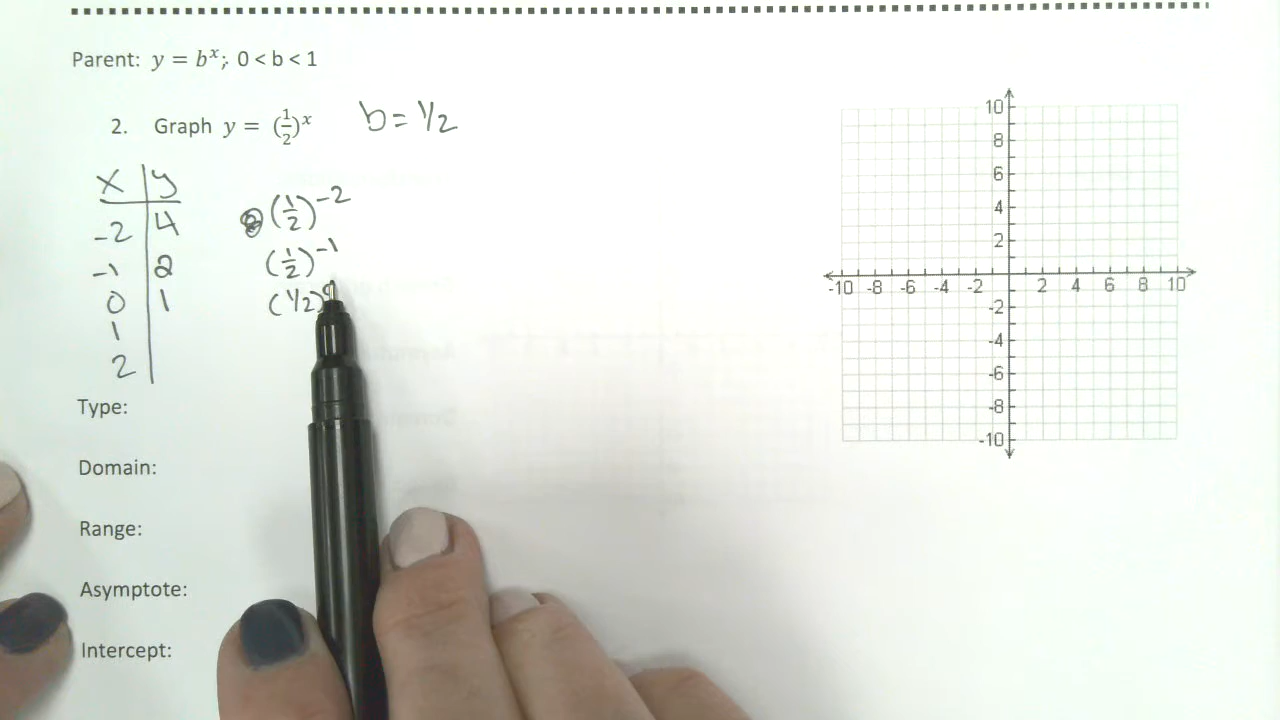 Parent: y = bˣ; 0 < b < 1
2. Graph y = (1/2)ˣ b = 1/2
x y
-2 4 (1/2)⁻²
-1 2 (1/2)⁻¹
0 1 (1/2)
1
2
Type:
Domain:
Range:
Asymptote:
Intercept:
10
8
6
4
2
-10 -8 -6 -4 -2 2 4 6 8 10
-2
-4
-6
-8
-10